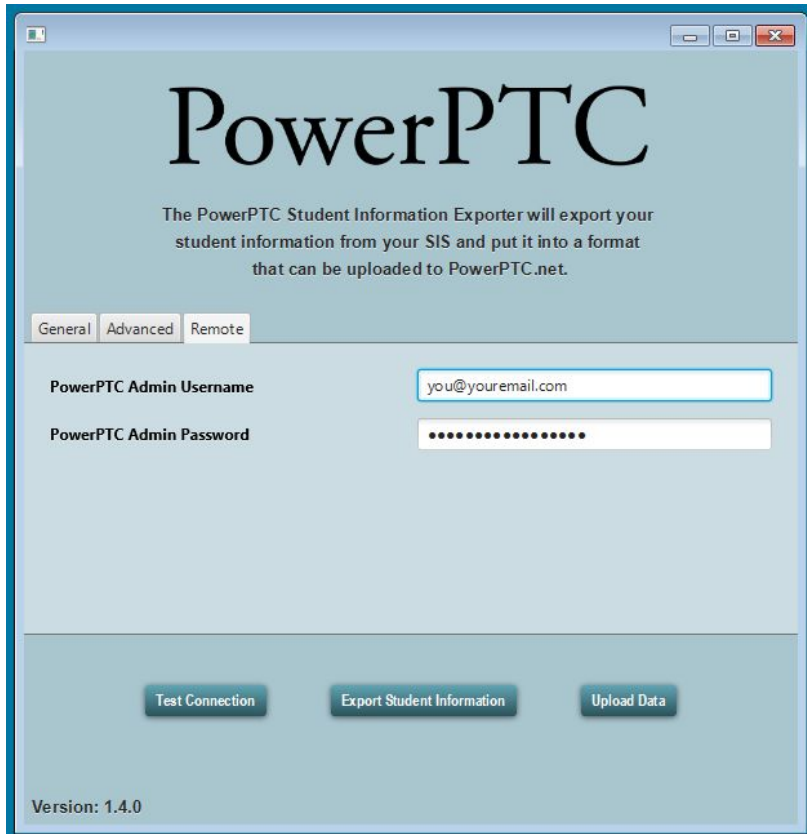 PowerPTC
The PowerPTC Student Information Exporter will export your
student information from your SIS and put it into a format
that can be uploaded to PowerPTC.net.
General Advanced Remote
PowerPTC Admin Username you@youremail.com
PowerPTC Admin Password •••••••••••••••••
Test Connection Export Student Information Upload Data
Version: 1.4.0